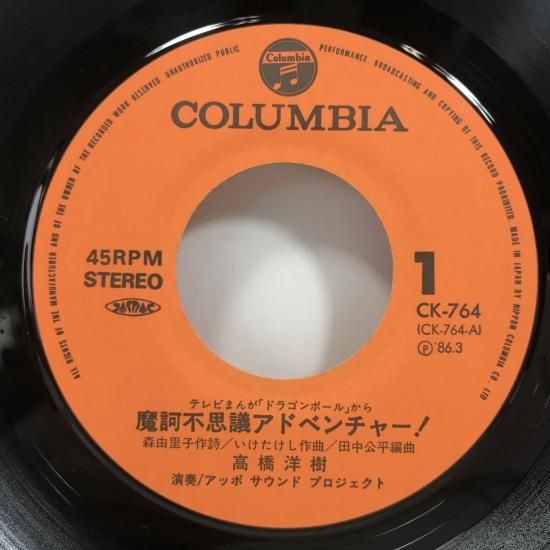 ALL RIGHTS OF THE MANUFACTURER AND OF THE OWNER OF THE RECORDED WORK RESERVED. UNAUTHORIZED PUBLIC PERFORMANCE, BROADCASTING AND COPYING OF THIS RECORD PROHIBITED. MADE IN JAPAN BY NIPPON COLUMBIA CO., LTD
Columbia
COLUMBIA
45RPM
STEREO
JASRAC
1
CK-764
(CK-764-A)
Ⓟ'86.3
テレビまんが「ドラゴンボール」から
魔訶不思議アドベンチャー!
森由里子作詩/いけたけし作曲/田中公平編曲
高橋洋樹
演奏/アッポ サウンド プロジェクト